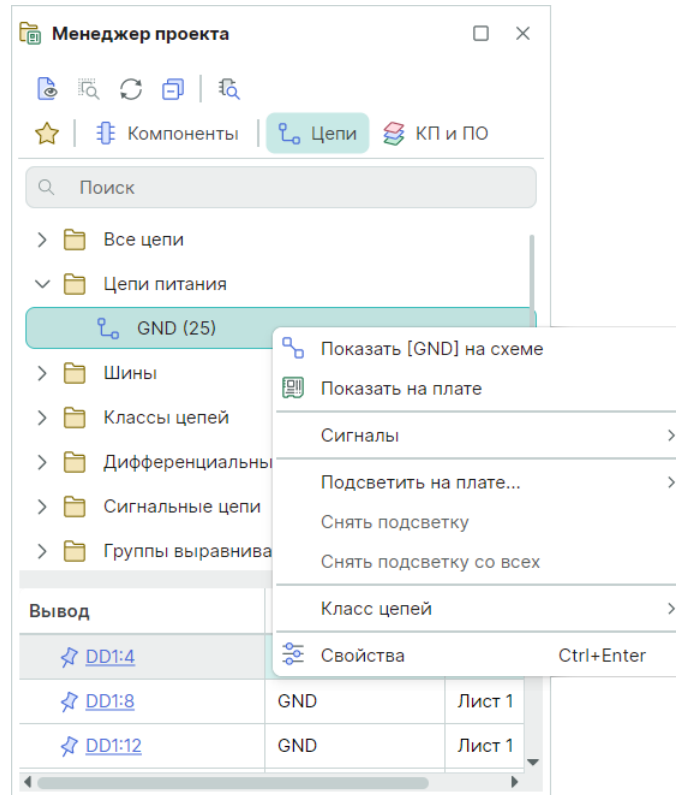 Менеджер проекта
Компоненты
Цепи
КП и ПО
Поиск
Все цепи
Цепи питания
GND (25)
Шины
Классы цепей
Дифференциальны
Сигнальные цепи
Группы выравнива
Показать [GND] на схеме
Показать на плате
Сигналы
Подсветить на плате...
Снять подсветку
Снять подсветку со всех
Класс цепей
Свойства Ctrl+Enter
Вывод
DD1:4
DD1:8 GND Лист 1
DD1:12 GND Лист 1